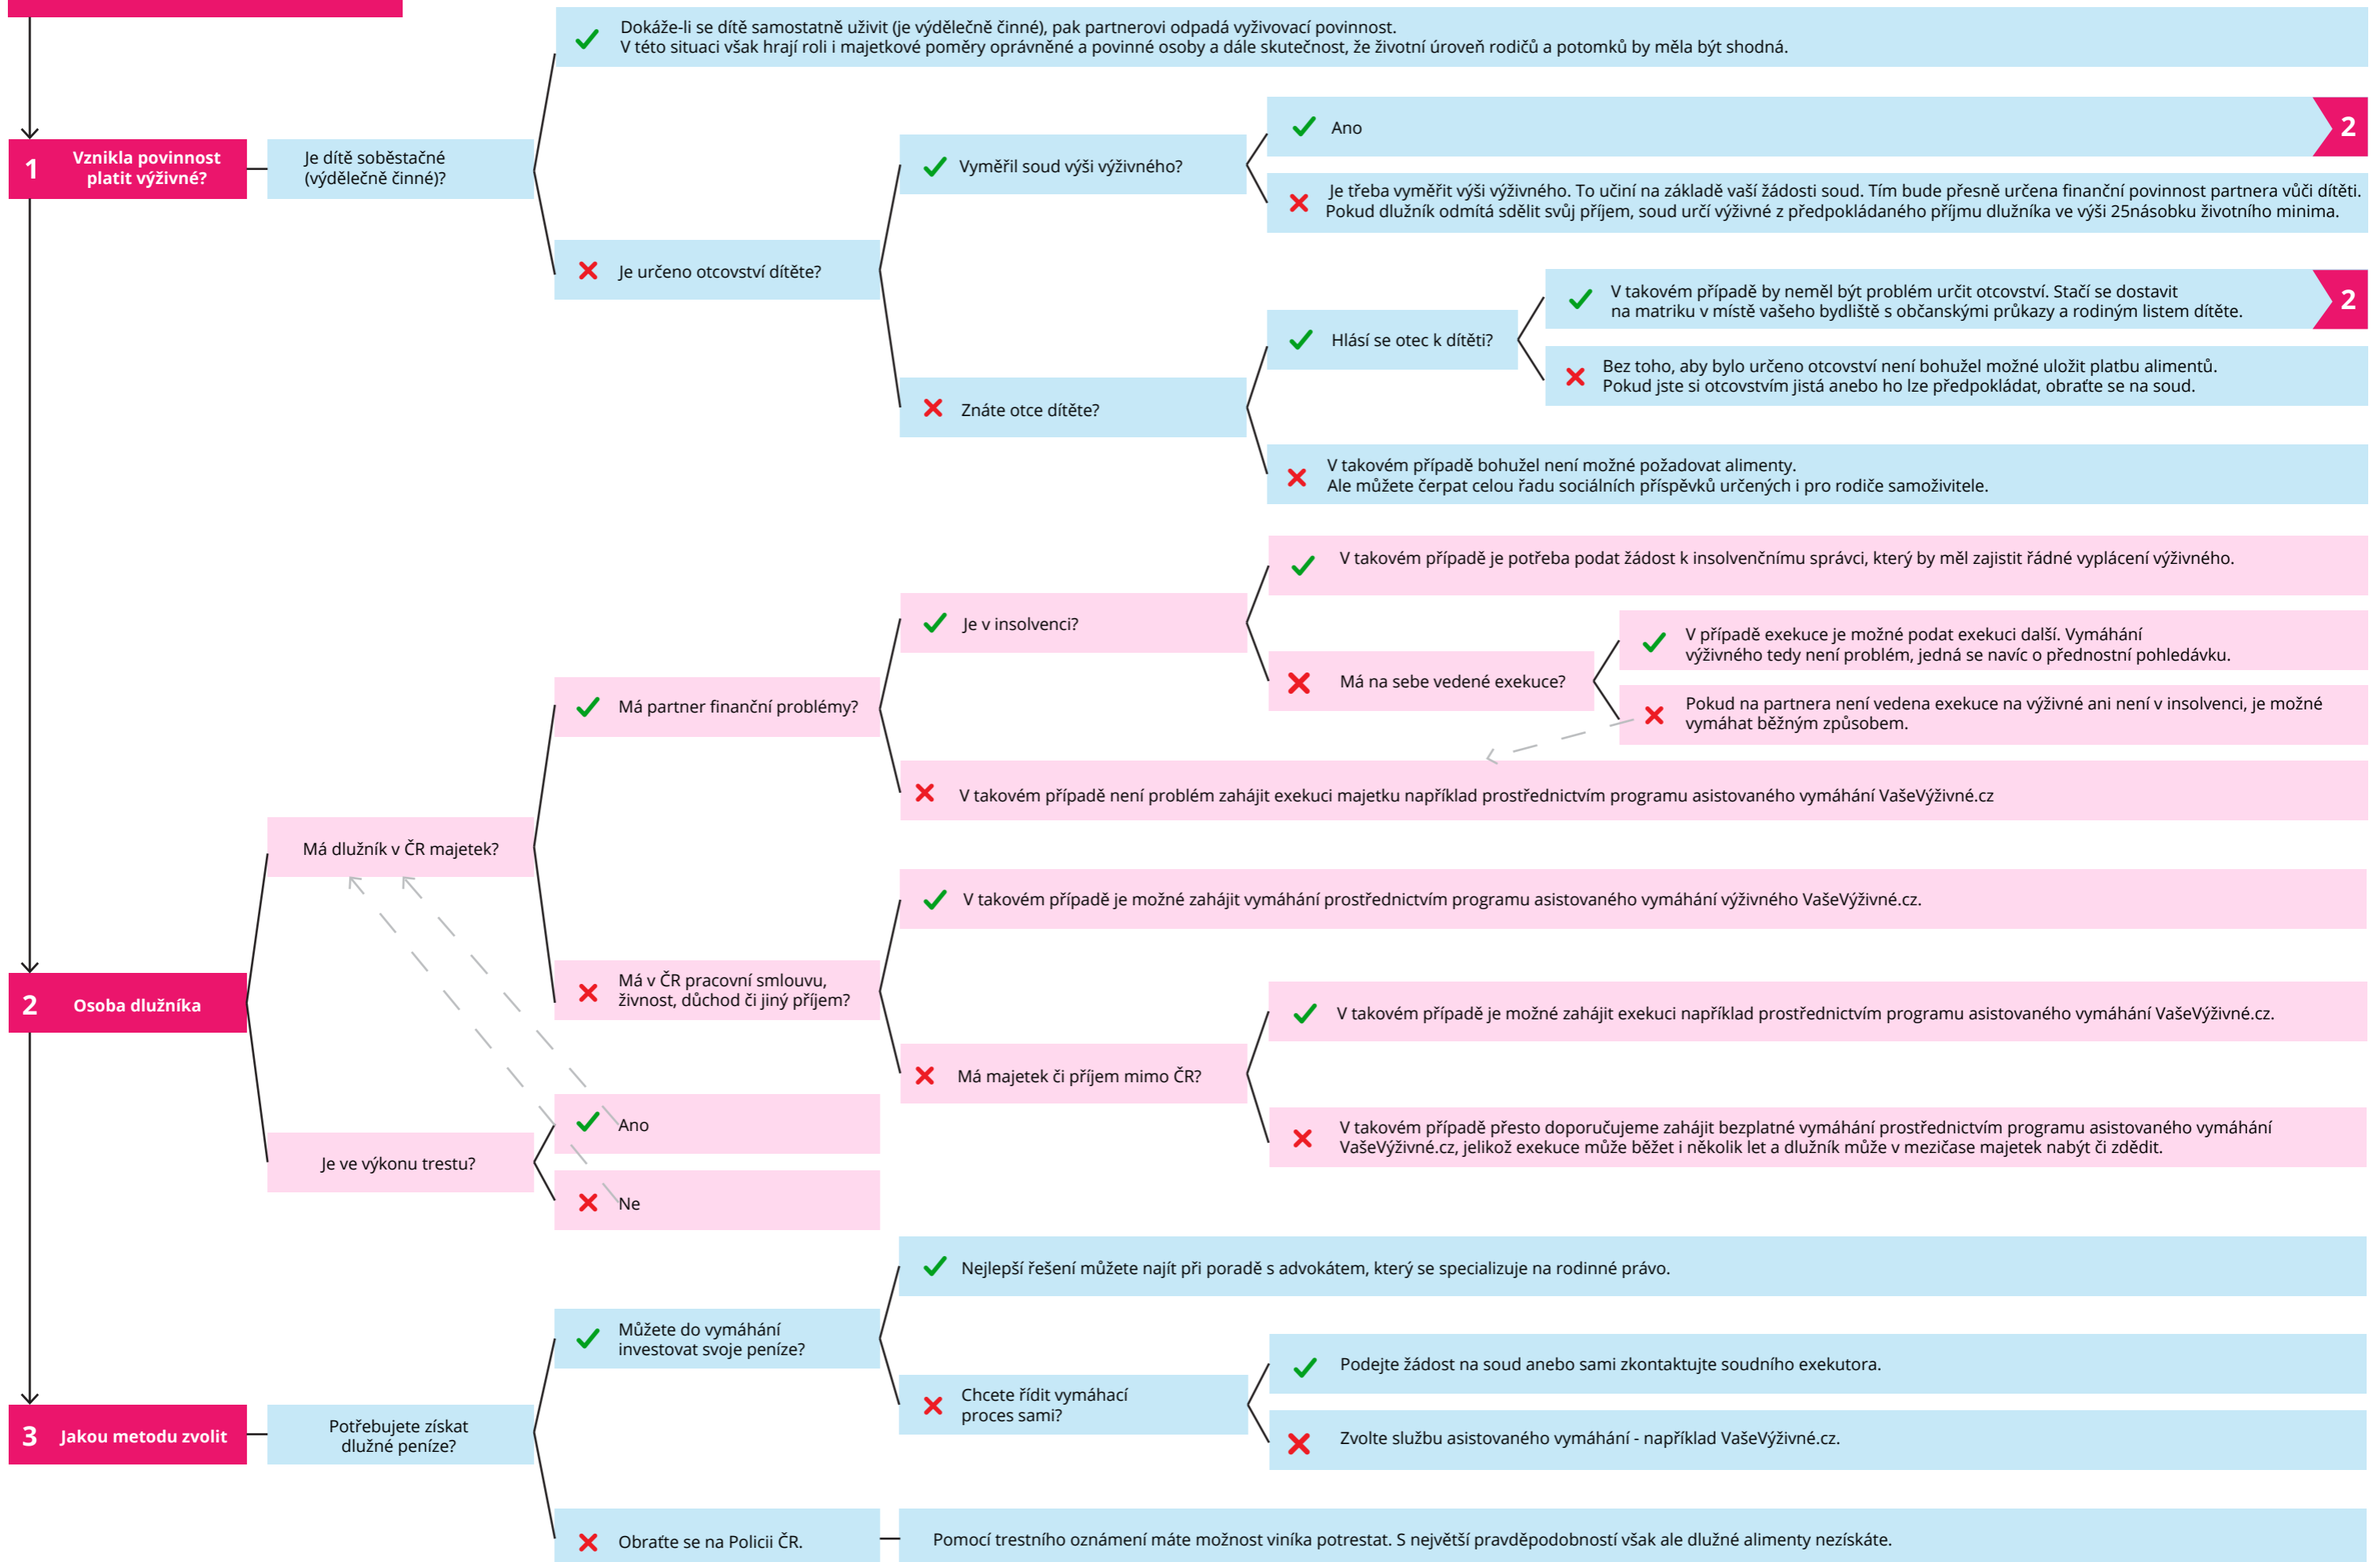 Dokáže-li se dítě samostatně uživit (je výdělečně činné), pak partnerovi odpadá vyživovací povinnost.
V této situaci však hrají roli i majetkové poměry oprávněné a povinné osoby a dále skutečnost, že životní úroveň rodičů a potomků by měla být shodná.
1
Vznikla povinnost
platit výživné?
Je dítě soběstačné
(výdělečně činné)?
Vyměřil soud výši výživného?
Ano
2
Je třeba vyměřit výši výživného. To učiní na základě vaší žádosti soud. Tím bude přesně určena finanční povinnost partnera vůči dítěti.
Pokud dlužník odmítá sdělit svůj příjem, soud určí výživné z předpokládaného příjmu dlužníka ve výši 25násobku životního minima.
Je určeno otcovství dítěte?
V takovém případě by neměl být problém určit otcovství. Stačí se dostavit
na matriku v místě vašeho bydliště s občanskými průkazy a rodiným listem dítěte.
2
Hlásí se otec k dítěti?
Bez toho, aby bylo určeno otcovství není bohužel možné uložit platbu alimentů.
Pokud jste si otcovstvím jistá anebo ho lze předpokládat, obraťte se na soud.
Znáte otce dítěte?
V takovém případě bohužel není možné požadovat alimenty.
Ale můžete čerpat celou řadu sociálních příspěvků určených i pro rodiče samoživitele.
V takovém případě je potřeba podat žádost k insolvenčnímu správci, který by měl zajistit řádné vyplácení výživného.
Je v insolvenci?
V případě exekuce je možné podat exekuci další. Vymáhání
výživného tedy není problém, jedná se navíc o přednostní pohledávku.
Má na sebe vedené exekuce?
Pokud na partnera není vedena exekuce na výživné ani není v insolvenci, je možné
vymáhat běžným způsobem.
Má partner finanční problémy?
V takovém případě není problém zahájit exekuci majetku například prostřednictvím programu asistovaného vymáhání VašeVýživné.cz
Má dlužník v ČR majetek?
V takovém případě je možné zahájit vymáhání prostřednictvím programu asistovaného vymáhání výživného VašeVýživné.cz.
2
Osoba dlužníka
Má v ČR pracovní smlouvu,
živnost, důchod či jiný příjem?
V takovém případě je možné zahájit exekuci například prostřednictvím programu asistovaného vymáhání VašeVýživné.cz.
Má majetek či příjem mimo ČR?
V takovém případě přesto doporučujeme zahájit bezplatné vymáhání prostřednictvím programu asistovaného vymáhání
VašeVýživné.cz, jelikož exekuce může běžet i několik let a dlužník může v mezičase majetek nabýt či zdědit.
Je ve výkonu trestu?
Ano
Ne
Nejlepší řešení můžete najít při poradě s advokátem, který se specializuje na rodinné právo.
Můžete do vymáhání
investovat svoje peníze?
Podejte žádost na soud anebo sami zkontaktujte soudního exekutora.
Chcete řídit vymáhací
proces sami?
Zvolte službu asistovaného vymáhání - například VašeVýživné.cz.
3
Jakou metodu zvolit
Potřebujete získat
dlužné peníze?
Obraťte se na Policii ČR.
Pomocí trestního oznámení máte možnost viníka potrestat. S největší pravděpodobností však ale dlužné alimenty nezískáte.